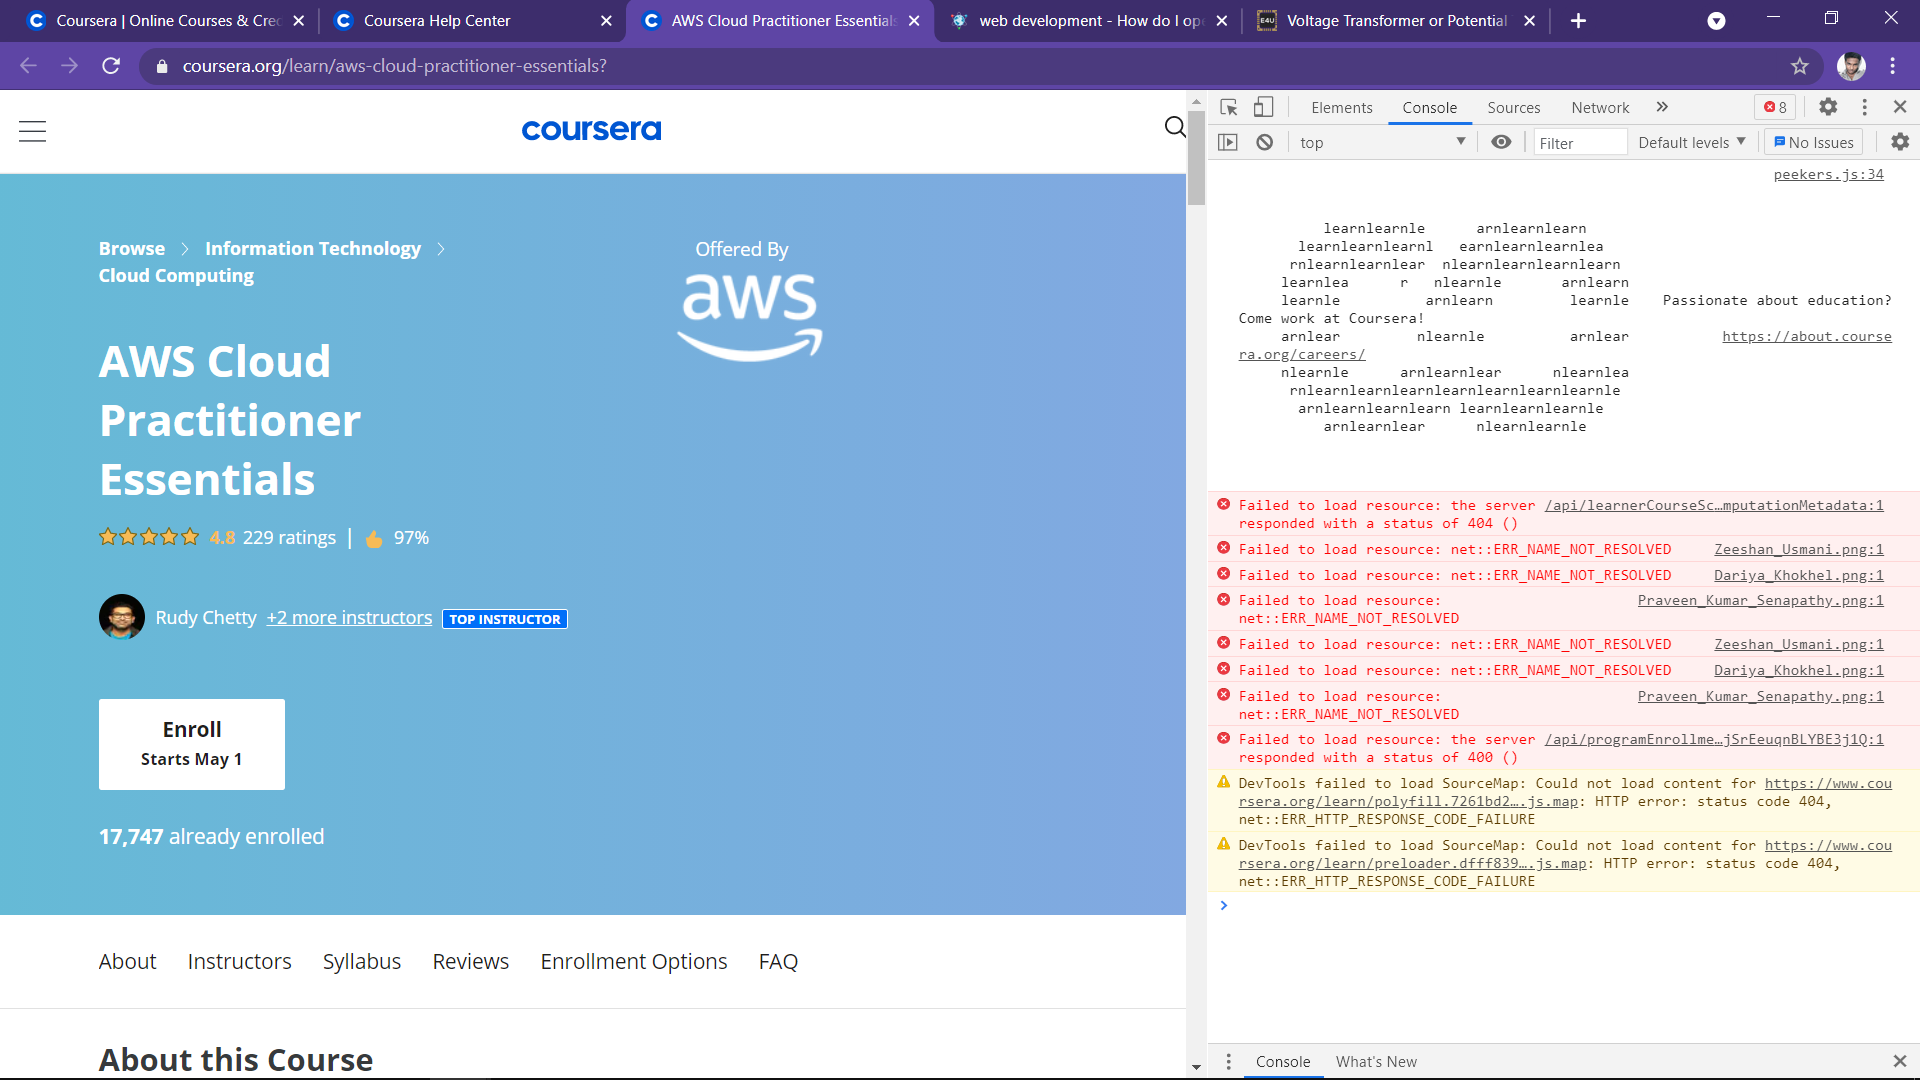 Coursera | Online Courses & Cre
Coursera Help Center
AWS Cloud Practitioner Essentials
web development - How do I op
Voltage Transformer or Potential
coursera.org/learn/aws-cloud-practitioner-essentials?
coursera
Browse > Information Technology >
Cloud Computing
Offered By
aws
AWS Cloud
Practitioner
Essentials
4.8 229 ratings | 97%
Rudy Chetty +2 more instructors TOP INSTRUCTOR
Enroll
Starts May 1
17,747 already enrolled
About Instructors Syllabus Reviews Enrollment Options FAQ
About this Course
Elements Console Sources Network » 8
top Filter Default levels No Issues
peekers.js:34
learnlearnle arnlearnlearn
learnlearnlearnl earnlearnlearnlea
rnlearnlearnlear nlearnlearnlearnlearn
learnlea r nlearnle arnlearn
learnle arnlearn learnle Passionate about education?
Come work at Coursera!
arnlear nlearnle arnlear https://about.course
ra.org/careers/
nlearnle arnlearnlear nlearnlea
rnlearnlearnlearnlearnlearnlearnlearnle
arnlearnlearnlearn learnlearnlearnle
arnlearnlear nlearnlearnle
Failed to load resource: the server /api/learnerCourseSc…mputationMetadata:1
responded with a status of 404 ()
Failed to load resource: net::ERR_NAME_NOT_RESOLVED Zeeshan_Usmani.png:1
Failed to load resource: net::ERR_NAME_NOT_RESOLVED Dariya_Khokhel.png:1
Failed to load resource: Praveen_Kumar_Senapathy.png:1
net::ERR_NAME_NOT_RESOLVED
Failed to load resource: net::ERR_NAME_NOT_RESOLVED Zeeshan_Usmani.png:1
Failed to load resource: net::ERR_NAME_NOT_RESOLVED Dariya_Khokhel.png:1
Failed to load resource: Praveen_Kumar_Senapathy.png:1
net::ERR_NAME_NOT_RESOLVED
Failed to load resource: the server /api/programEnrollme…jSrEeuqnBLYBE3j1Q:1
responded with a status of 400 ()
DevTools failed to load SourceMap: Could not load content for https://www.cou
rsera.org/learn/polyfill.7261bd2….js.map: HTTP error: status code 404,
net::ERR_HTTP_RESPONSE_CODE_FAILURE
DevTools failed to load SourceMap: Could not load content for https://www.cou
rsera.org/learn/preloader.dfff839….js.map: HTTP error: status code 404,
net::ERR_HTTP_RESPONSE_CODE_FAILURE
Console What's New